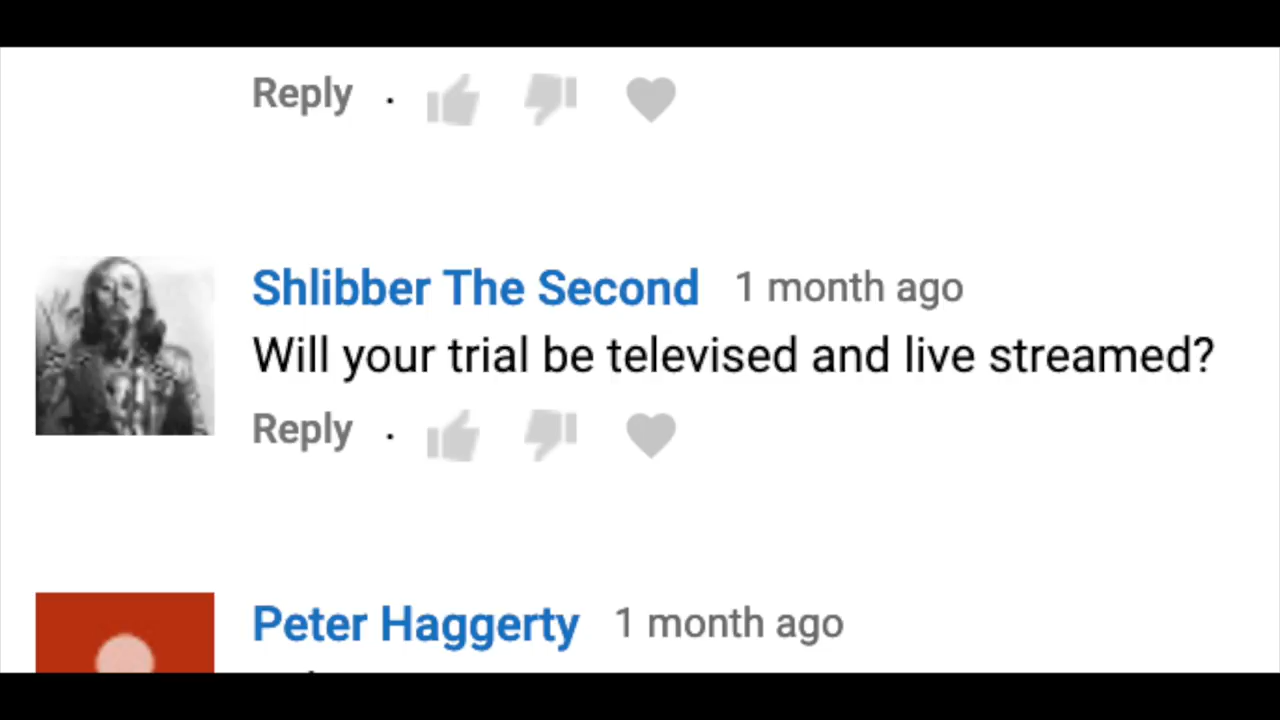 Reply .
Shlibber The Second 1 month ago
Will your trial be televised and live streamed?
Reply .
Peter Haggerty 1 month ago